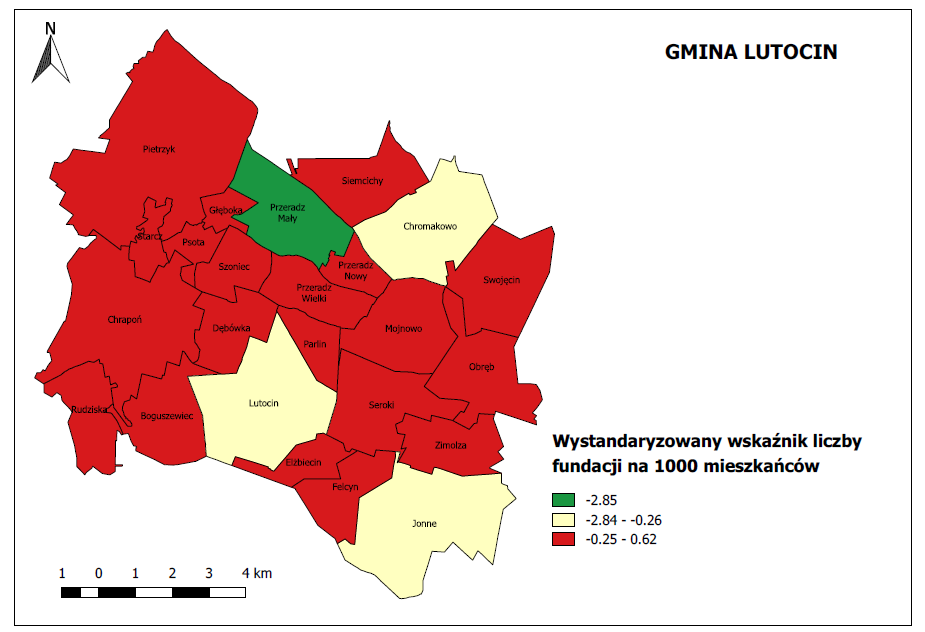 N
GMINA LUTOCIN
Pietrzyk
Siemcichy
Głęboka
Przeradz
Mały
Chromakowo
Starcz
Psota
Szoniec
Przeradz
Nowy
Swojęcin
Przeradz
Wielki
Chrapoń
Dębówka
Mojnowo
Parlin
Obręb
Lutocin
Seroki
Rudziska
Boguszewiec
Zimolza
Elżbiecin
Felcyn
Jonne
Wystandaryzowany wskaźnik liczby
fundacji na 1000 mieszkańców
-2.85
-2.84 - -0.26
-0.25 - 0.62
1 0 1 2 3 4 km